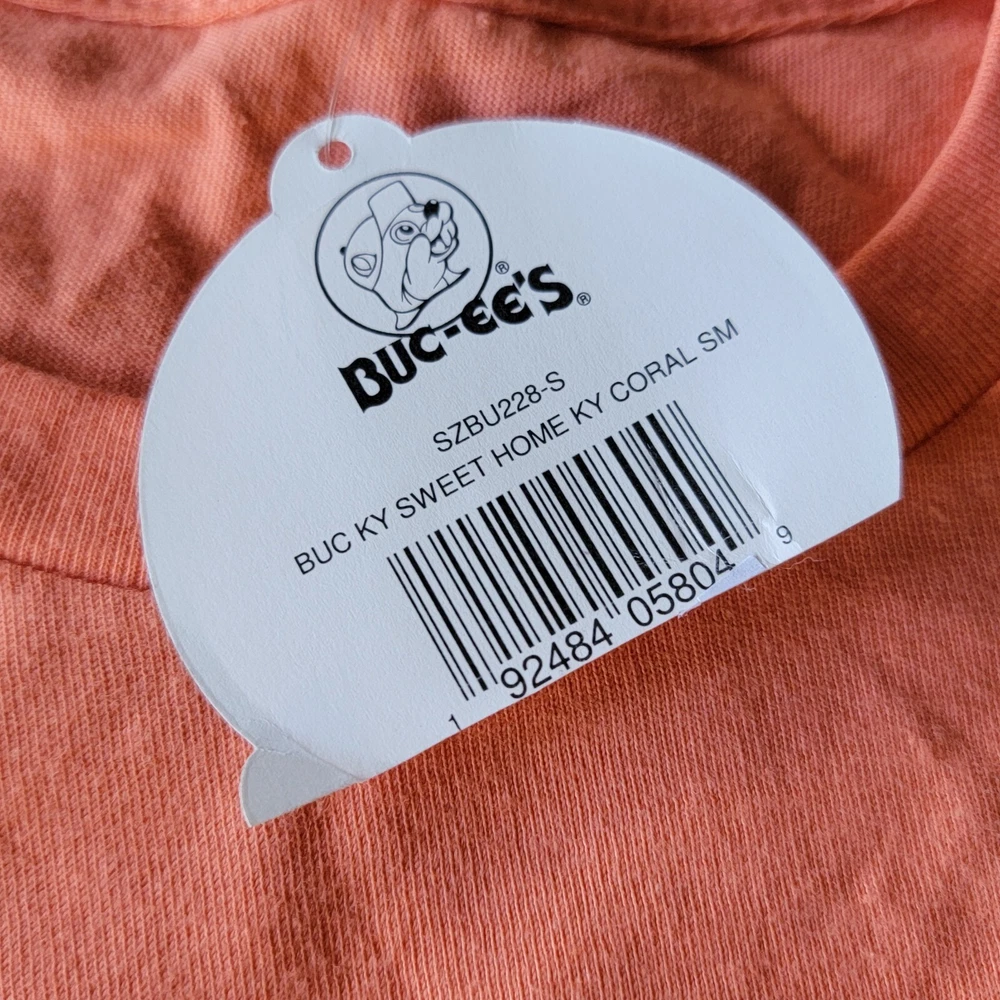 BUC-EE'S®
SZBU228-S
BUC KY SWEET HOME KY CORAL SM
1 92484 05804 9